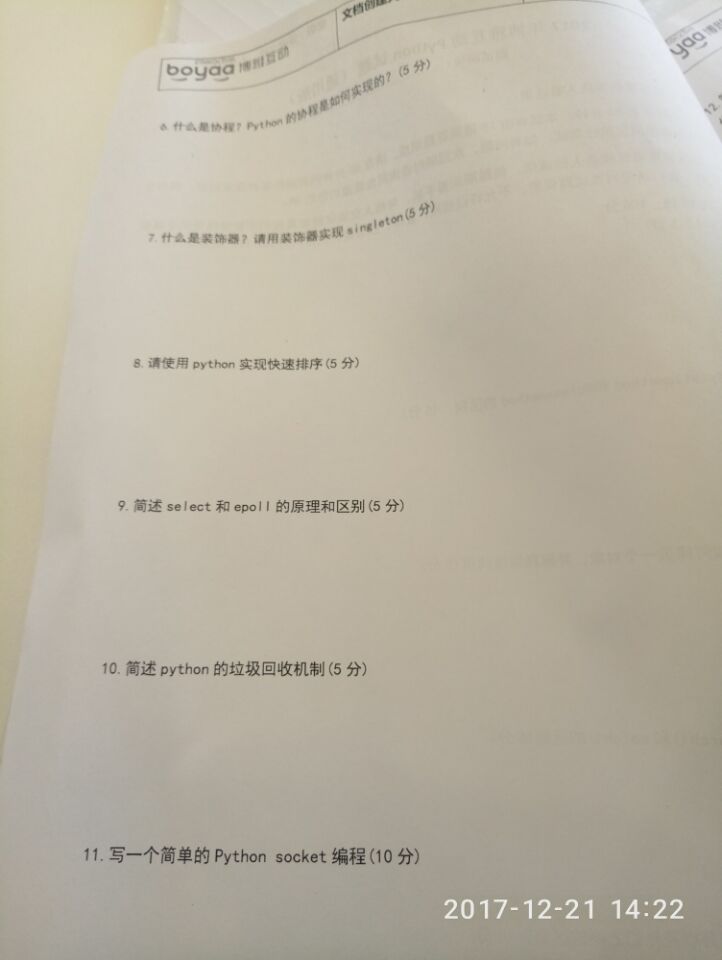 文档创建
boyaa 博雅互动
yaa 博
12.
6. 什么是协程？Python 的协程是如何实现的？(5 分)
7. 什么是装饰器？请用装饰器实现 singleton(5 分)
8. 请使用 python 实现快速排序(5 分)
9. 简述 select 和 epoll 的原理和区别(5 分)
10. 简述 python 的垃圾回收机制(5 分)
11. 写一个简单的 Python socket 编程(10 分)
2017-12-21 14:22